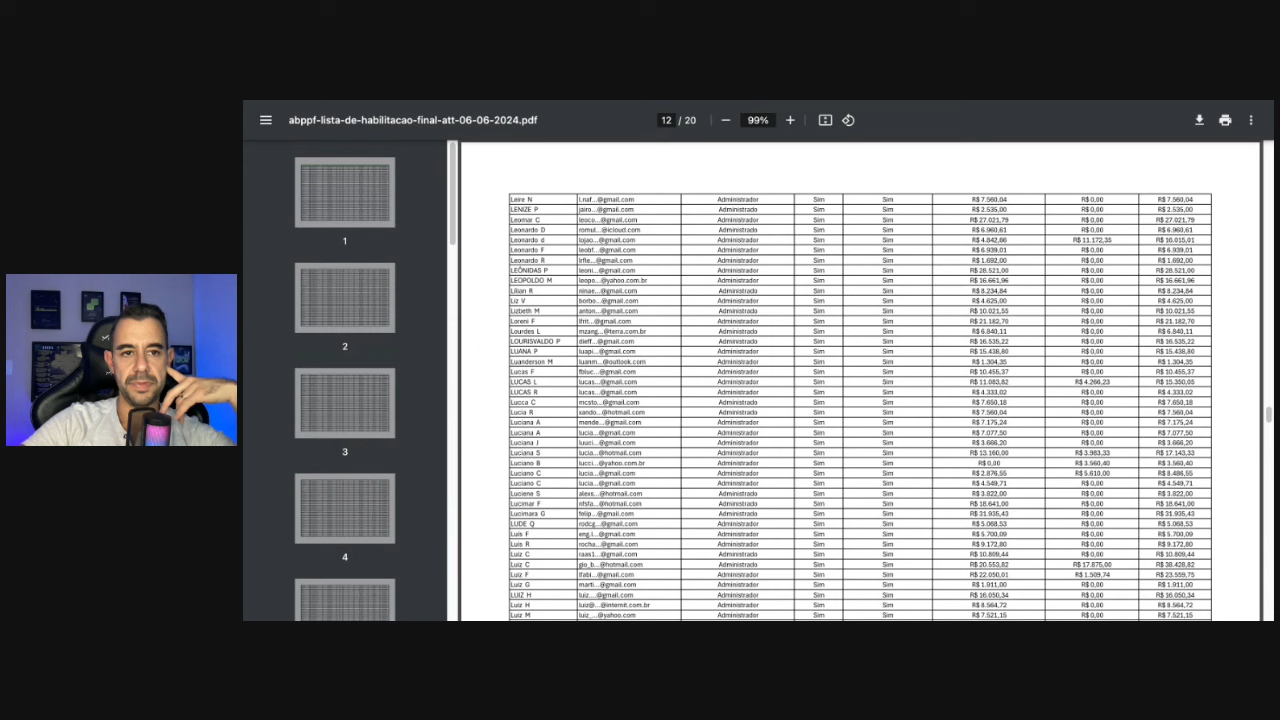 abppf-lista-de-habilitacao-final-att-06-06-2024.pdf 12 / 20 99%
1
2
3
4
Leire N l.naf...@gmail.com Administrador Sim Sim R$ 7.560,04 R$ 0,00 R$ 7.560,04
LENIZE P jairo...@gmail.com Administrado Sim Sim R$ 2.535,00 R$ 0,00 R$ 2.535,00
Leomar C leoco...@gmail.com Administrador Sim Sim R$ 27.021,79 R$ 0,00 R$ 27.021,79
Leonardo D romul...@icloud.com Administrado Sim Sim R$ 6.960,61 R$ 0,00 R$ 6.960,61
Leonardo d lojao...@gmail.com Administrador Sim Sim R$ 4.842,66 R$ 11.172,35 R$ 16.015,01
Leonardo F leobf...@gmail.com Administrador Sim Sim R$ 6.939,01 R$ 0,00 R$ 6.939,01
Leonardo R lrfle...@gmail.com Administrador Sim Sim R$ 1.692,00 R$ 0,00 R$ 1.692,00
LEÔNIDAS P leoni...@gmail.com Administrador Sim Sim R$ 28.521,00 R$ 0,00 R$ 28.521,00
LEOPOLDO M leopo...@yahoo.com.br Administrador Sim Sim R$ 16.661,96 R$ 0,00 R$ 16.661,96
Lilian R ninae...@gmail.com Administrador Sim Sim R$ 8.234,84 R$ 0,00 R$ 8.234,84
Liz V borbo...@gmail.com Administrador Sim Sim R$ 4.625,00 R$ 0,00 R$ 4.625,00
Lizbeth M anton...@gmail.com Administrador Sim Sim R$ 10.021,55 R$ 0,00 R$ 10.021,55
Loreni F lfrit...@gmail.com Administrador Sim Sim R$ 21.182,70 R$ 0,00 R$ 21.182,70
Lourdes L mzang...@terra.com.br Administrador Sim Sim R$ 6.840,11 R$ 0,00 R$ 6.840,11
LOURISVALDO P dieff...@gmail.com Administrado Sim Sim R$ 16.535,22 R$ 0,00 R$ 16.535,22
LUANA P luapi...@gmail.com Administrador Sim Sim R$ 15.438,80 R$ 0,00 R$ 15.438,80
Luanderson M luanm...@outlook.com Administrador Sim Sim R$ 1.304,35 R$ 0,00 R$ 1.304,35
Lucas F fbluc...@gmail.com Administrador Sim Sim R$ 10.455,37 R$ 0,00 R$ 10.455,37
LUCAS L lucas...@gmail.com Administrador Sim Sim R$ 11.083,82 R$ 4.266,23 R$ 15.350,05
LUCAS R lucas...@gmail.com Administrador Sim Sim R$ 4.333,02 R$ 0,00 R$ 4.333,02
Lucca C mcsto...@gmail.com Administrado Sim Sim R$ 7.650,18 R$ 0,00 R$ 7.650,18
Lucia R xando...@hotmail.com Administrador Sim Sim R$ 7.560,04 R$ 0,00 R$ 7.560,04
Luciana A mende...@gmail.com Administrador Sim Sim R$ 7.175,24 R$ 0,00 R$ 7.175,24
Luciana A lucia...@gmail.com Administrador Sim Sim R$ 7.077,50 R$ 0,00 R$ 7.077,50
Luciana J luuci...@gmail.com Administrador Sim Sim R$ 3.666,20 R$ 0,00 R$ 3.666,20
Luciana S lucia...@hotmail.com Administrador Sim Sim R$ 13.160,00 R$ 3.983,33 R$ 17.143,33
Luciano B lucci...@yahoo.com.br Administrador Sim Sim R$ 0,00 R$ 3.560,40 R$ 3.560,40
Luciano C lucia...@gmail.com Administrado Sim Sim R$ 2.876,55 R$ 5.610,00 R$ 8.486,55
Luciano C lucia...@gmail.com Administrador Sim Sim R$ 4.549,71 R$ 0,00 R$ 4.549,71
Luciene S alexs...@hotmail.com Administrado Sim Sim R$ 3.822,00 R$ 0,00 R$ 3.822,00
Lucimar F nfsfa...@hotmail.com Administrador Sim Sim R$ 18.641,00 R$ 0,00 R$ 18.641,00
Lucimara G felip...@gmail.com Administrado Sim Sim R$ 31.935,43 R$ 0,00 R$ 31.935,43
LUDE Q rodcg...@gmail.com Administrador Sim Sim R$ 5.068,53 R$ 0,00 R$ 5.068,53
Luis F eng.l...@gmail.com Administrador Sim Sim R$ 5.700,09 R$ 0,00 R$ 5.700,09
Luis R rocha...@gmail.com Administrador Sim Sim R$ 9.172,80 R$ 0,00 R$ 9.172,80
Luiz C raas1...@gmail.com Administrado Sim Sim R$ 10.809,44 R$ 0,00 R$ 10.809,44
Luiz C gio_b...@hotmail.com Administrado Sim Sim R$ 20.553,82 R$ 17.875,00 R$ 38.428,82
Luiz F lfabi...@gmail.com Administrador Sim Sim R$ 22.050,01 R$ 1.509,74 R$ 23.559,75
Luiz G marti...@gmail.com Administrador Sim Sim R$ 1.911,00 R$ 0,00 R$ 1.911,00
LUIZ H luiz....@gmail.com Administrador Sim Sim R$ 16.050,34 R$ 0,00 R$ 16.050,34
Luiz H luiz@...@internit.com.br Administrador Sim Sim R$ 8.564,72 R$ 0,00 R$ 8.564,72
Luiz M luiz_...@yahoo.com Administrador Sim Sim R$ 7.521,15 R$ 0,00 R$ 7.521,15